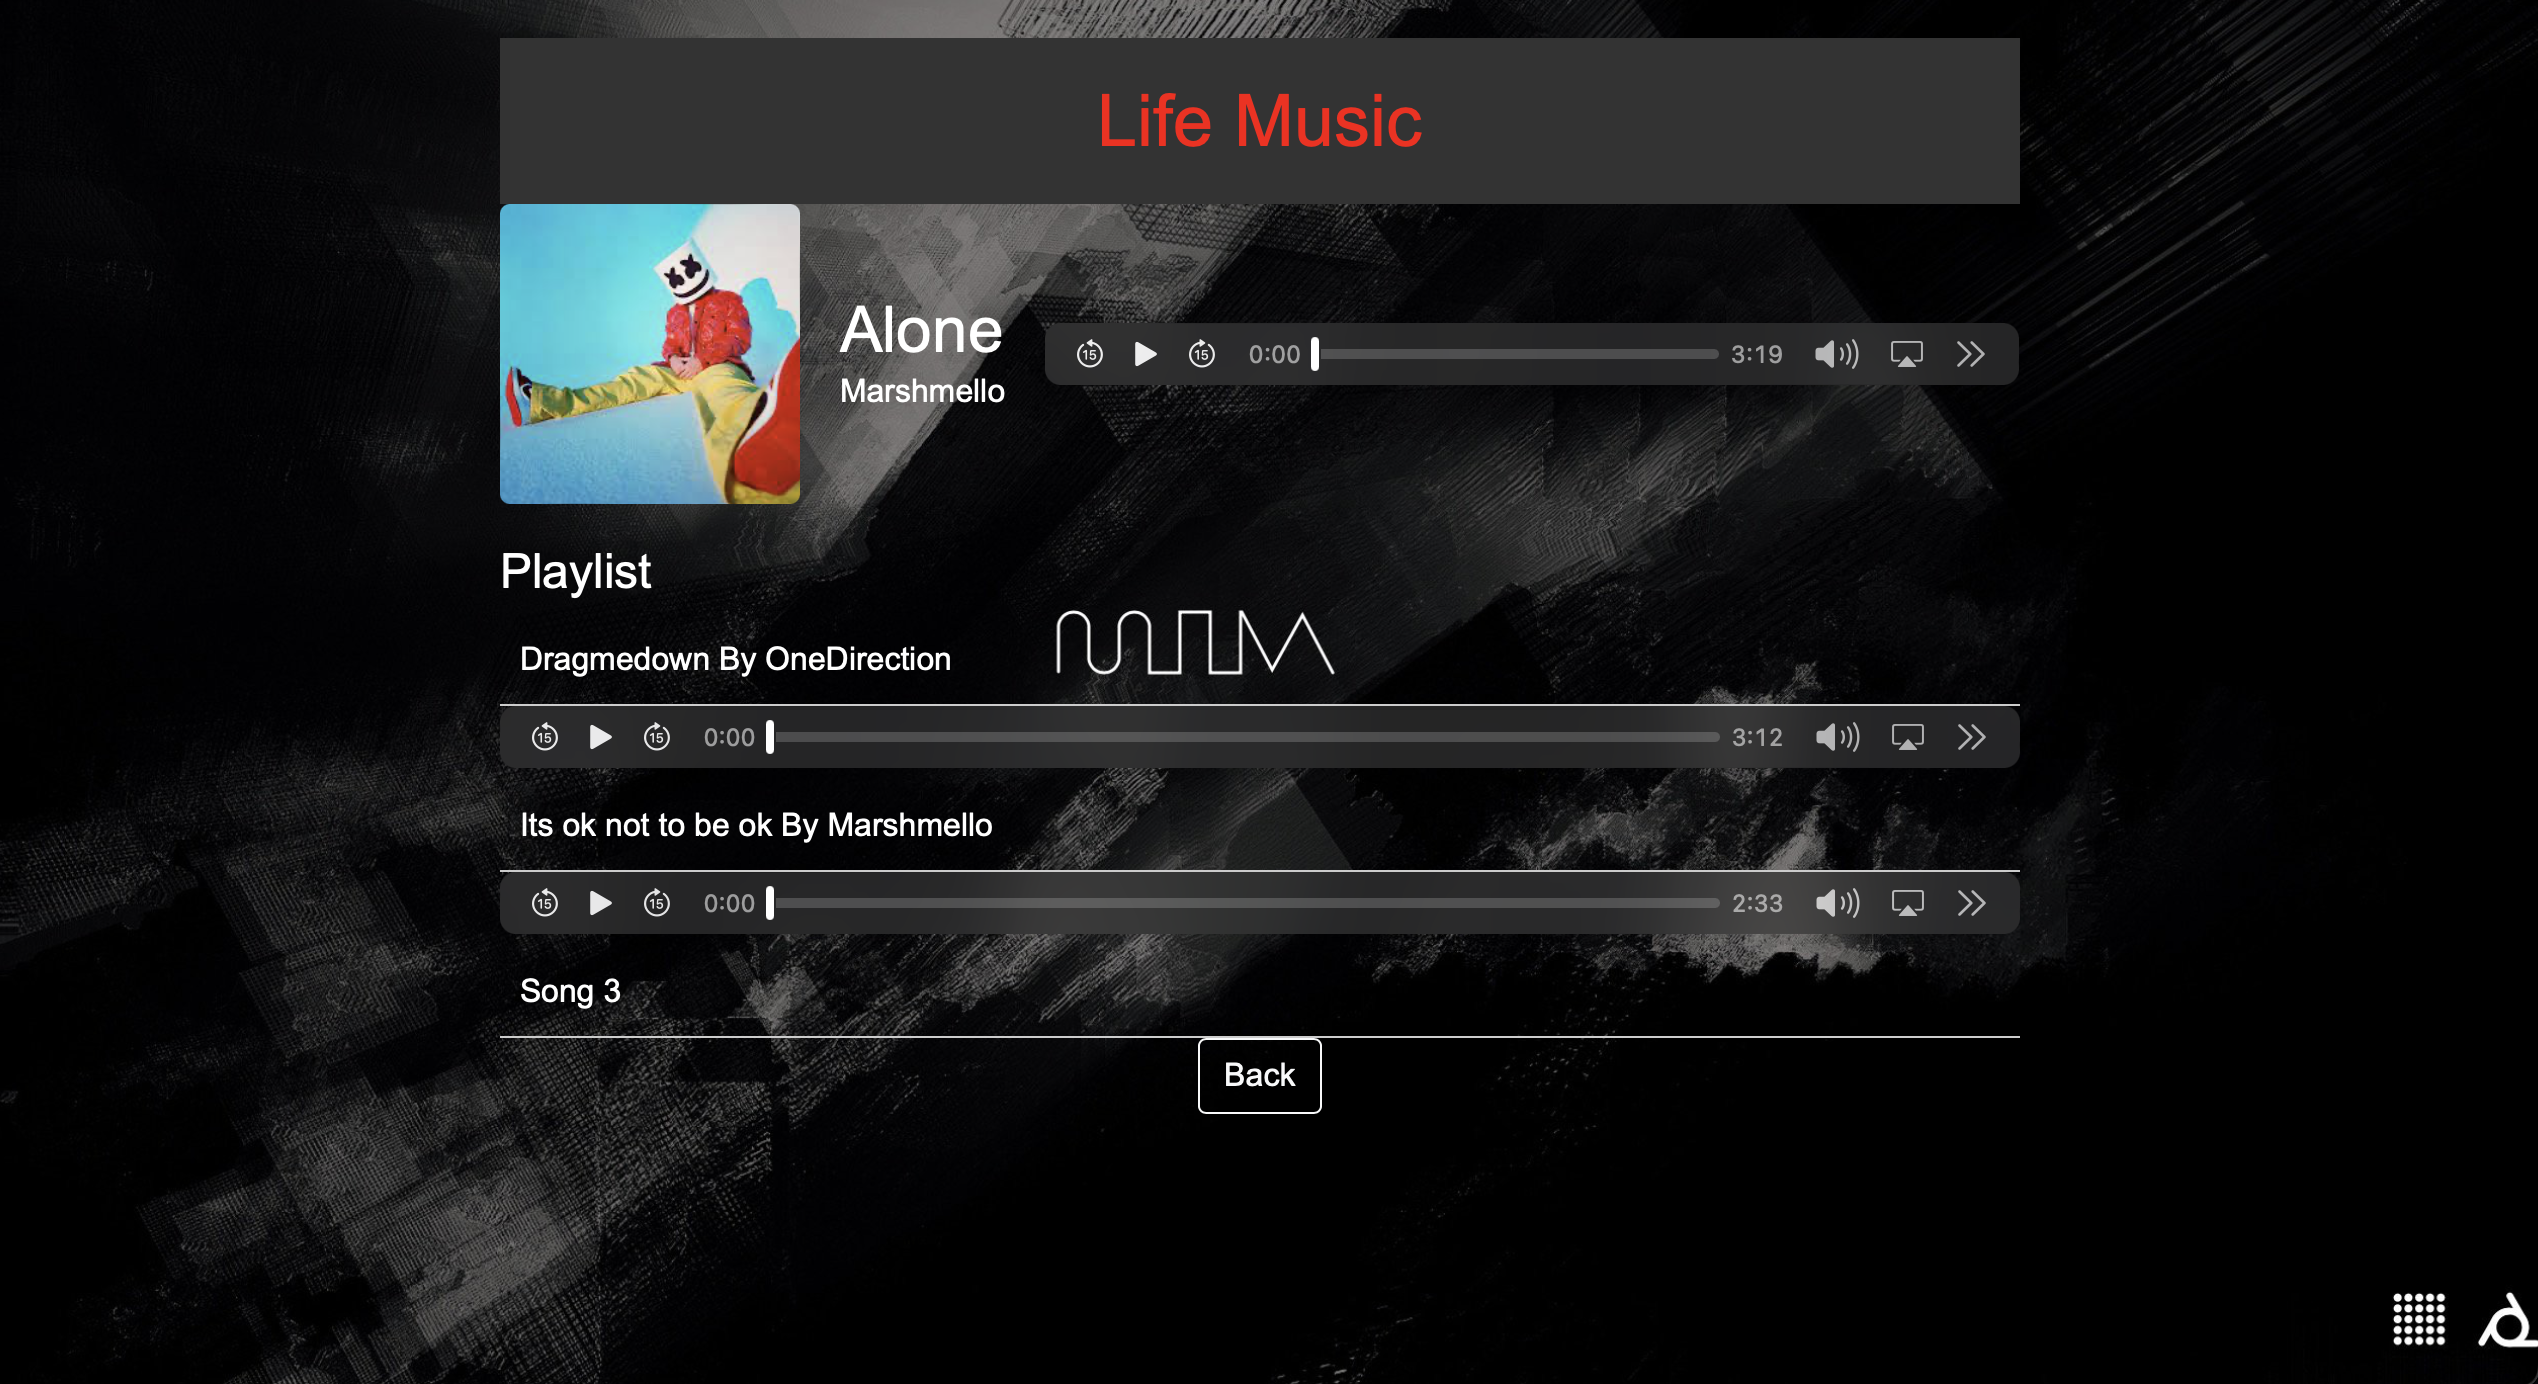 Life Music
Alone
Marshmello
15 15 0:00 3:19
Playlist
Dragmedown By OneDirection
15 15 0:00 3:12
Its ok not to be ok By Marshmello
15 15 0:00 2:33
Song 3
Back